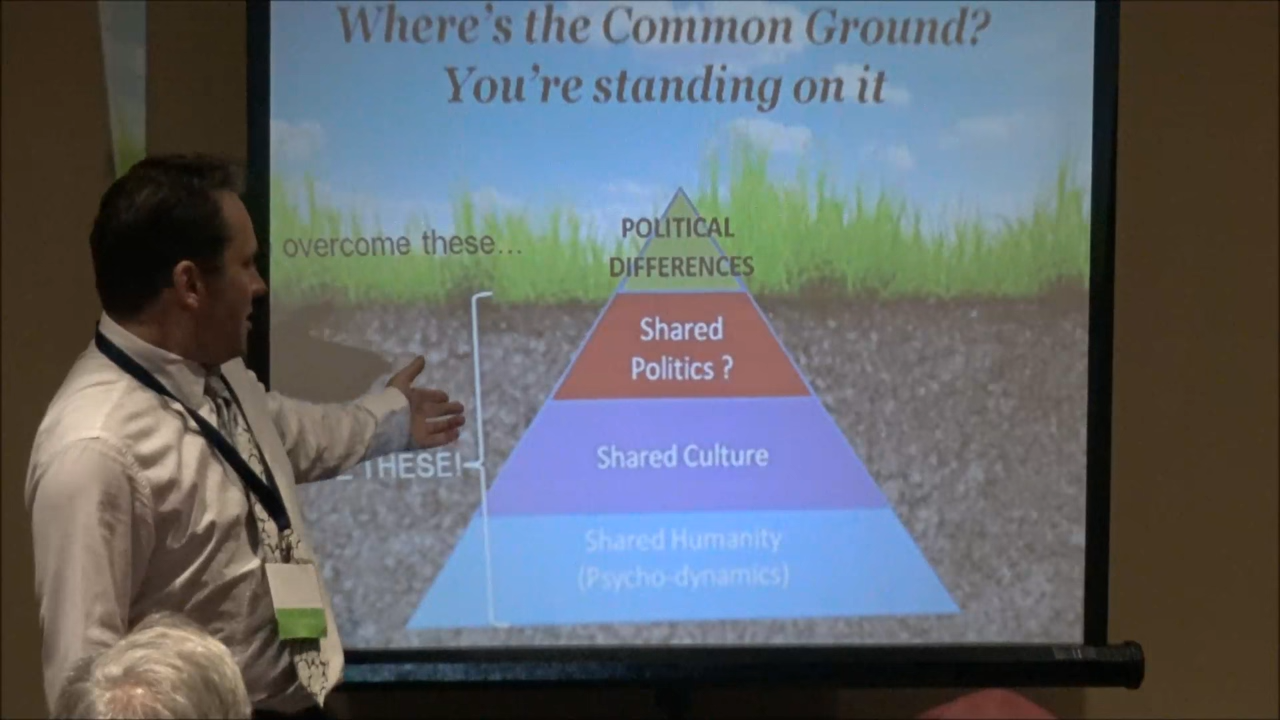 Where's the Common Ground?
You're standing on it
overcome these...
POLITICAL
DIFFERENCES
Shared
Politics ?
THESE!
Shared Culture
Shared Humanity
(Psycho-dynamics)